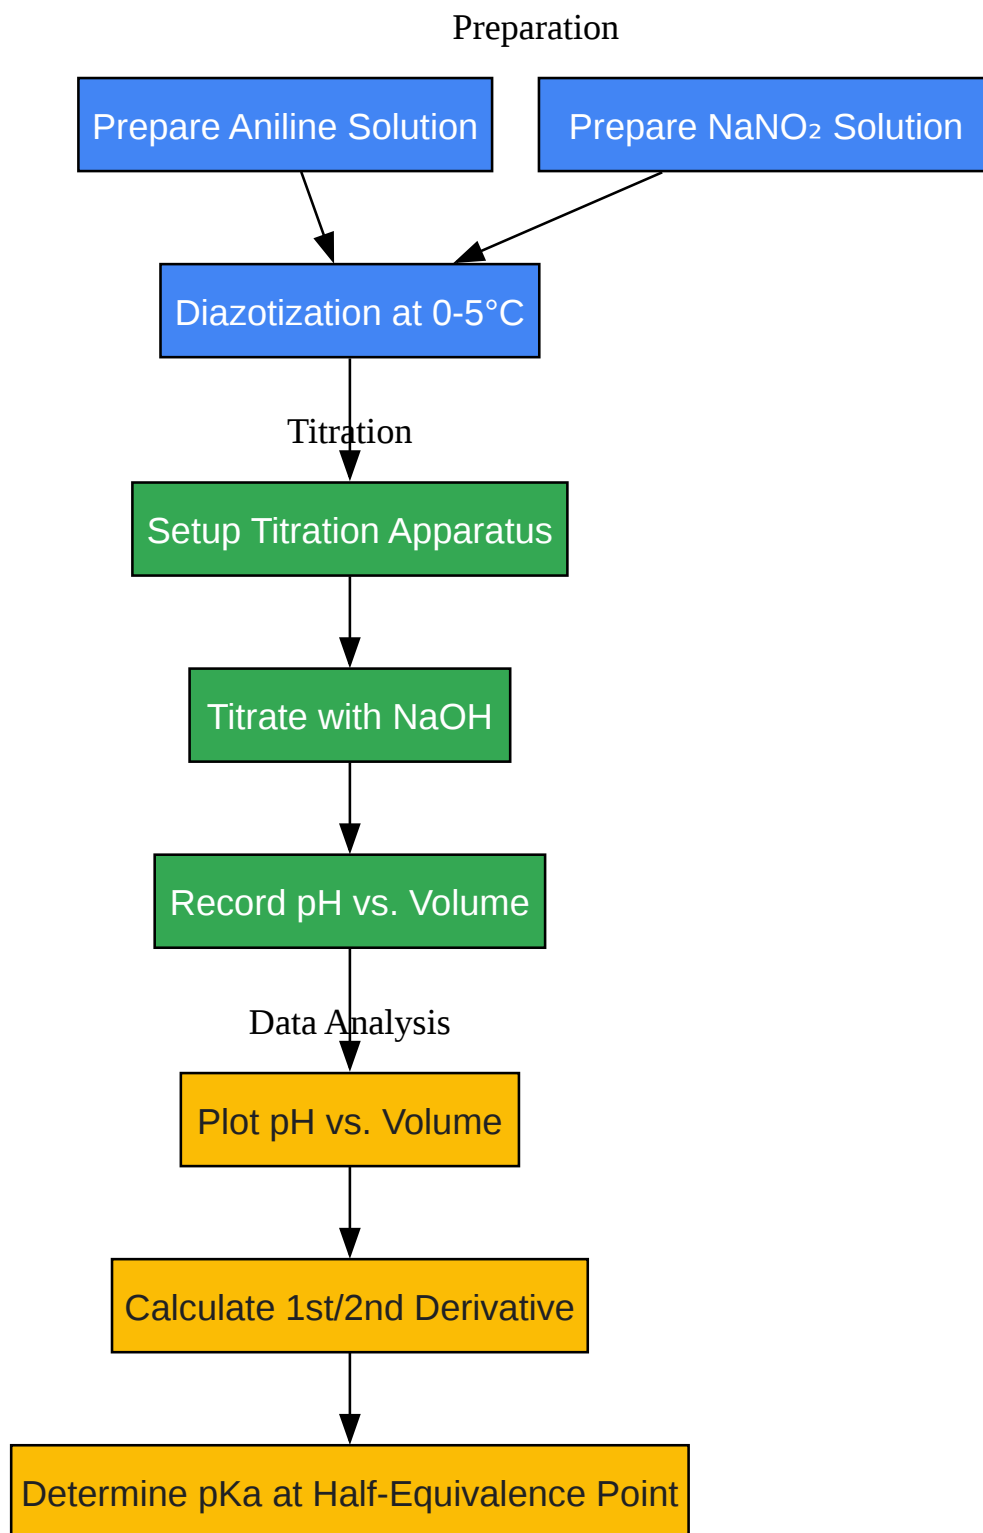 Preparation
Prepare Aniline Solution
Prepare NaNO₂ Solution
Diazotization at 0-5°C
Titration
Setup Titration Apparatus
Titrate with NaOH
Record pH vs. Volume
Data Analysis
Plot pH vs. Volume
Calculate 1st/2nd Derivative
Determine pKa at Half-Equivalence Point